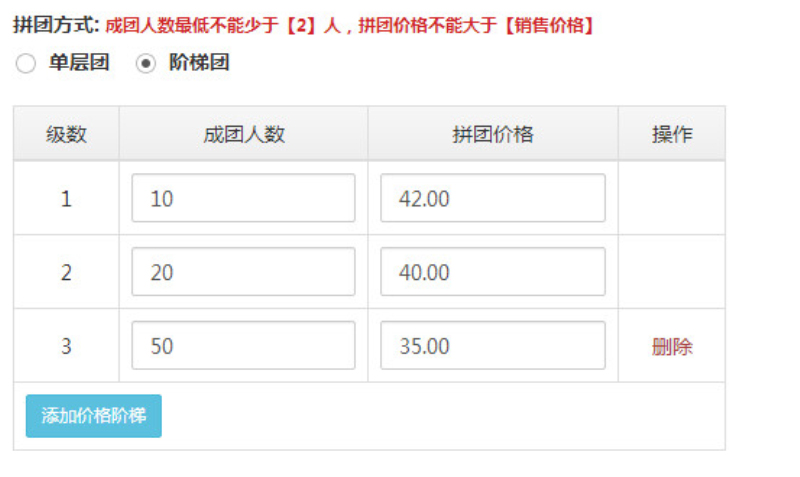 拼团方式: 成团人数最低不能少于【2】人，拼团价格不能大于【销售价格】
单层团 阶梯团
级数 成团人数 拼团价格 操作
1 10 42.00
2 20 40.00
3 50 35.00 删除
添加价格阶梯